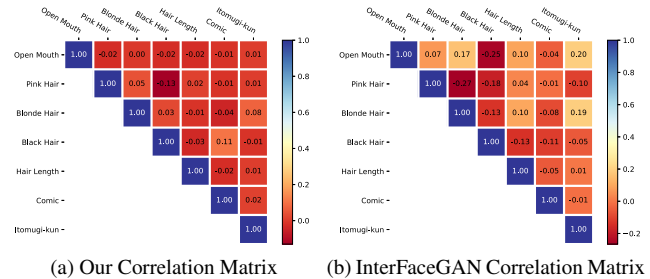 Open Mouth Pink Hair Blonde Hair Black Hair Hair Length Comic Itomugi-kun
Open Mouth 1.00 -0.02 0.00 -0.02 -0.02 -0.01 0.01
Pink Hair 1.00 0.05 -0.13 0.02 -0.01 0.01
Blonde Hair 1.00 0.03 -0.01 -0.04 0.08
Black Hair 1.00 -0.03 0.11 -0.01
Hair Length 1.00 -0.02 0.01
Comic 1.00 0.02
Itomugi-kun 1.00
1.0
0.8
0.6
0.4
0.2
0.0
(a) Our Correlation Matrix
Open Mouth Pink Hair Blonde Hair Black Hair Hair Length Comic Itomugi-kun
Open Mouth 1.00 0.07 0.17 -0.25 0.10 -0.04 0.20
Pink Hair 1.00 -0.27 -0.18 0.04 -0.01 -0.10
Blonde Hair 1.00 -0.13 0.10 -0.08 0.19
Black Hair 1.00 -0.13 -0.11 -0.05
Hair Length 1.00 -0.05 0.01
Comic 1.00 -0.01
Itomugi-kun 1.00
1.0
0.8
0.6
0.4
0.2
0.0
−0.2
(b) InterFaceGAN Correlation Matrix